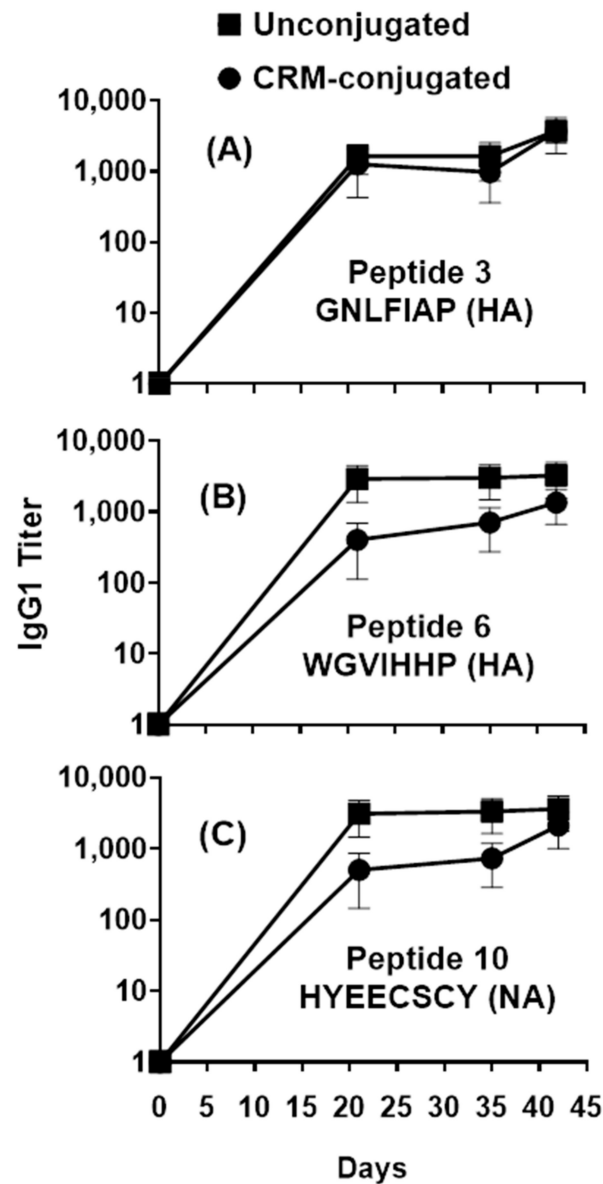 Unconjugated
CRM-conjugated
10,000
(A)
1,000
100
Peptide 3
10
GNLFIAP (HA)
1
10,000
(B)
1,000
IgG1 Titer
100
Peptide 6
10
WGVIHHP (HA)
1
10,000
(C)
1,000
100
Peptide 10
10
HYEECSCY (NA)
1
0 5 10 15 20 25 30 35 40 45
Days